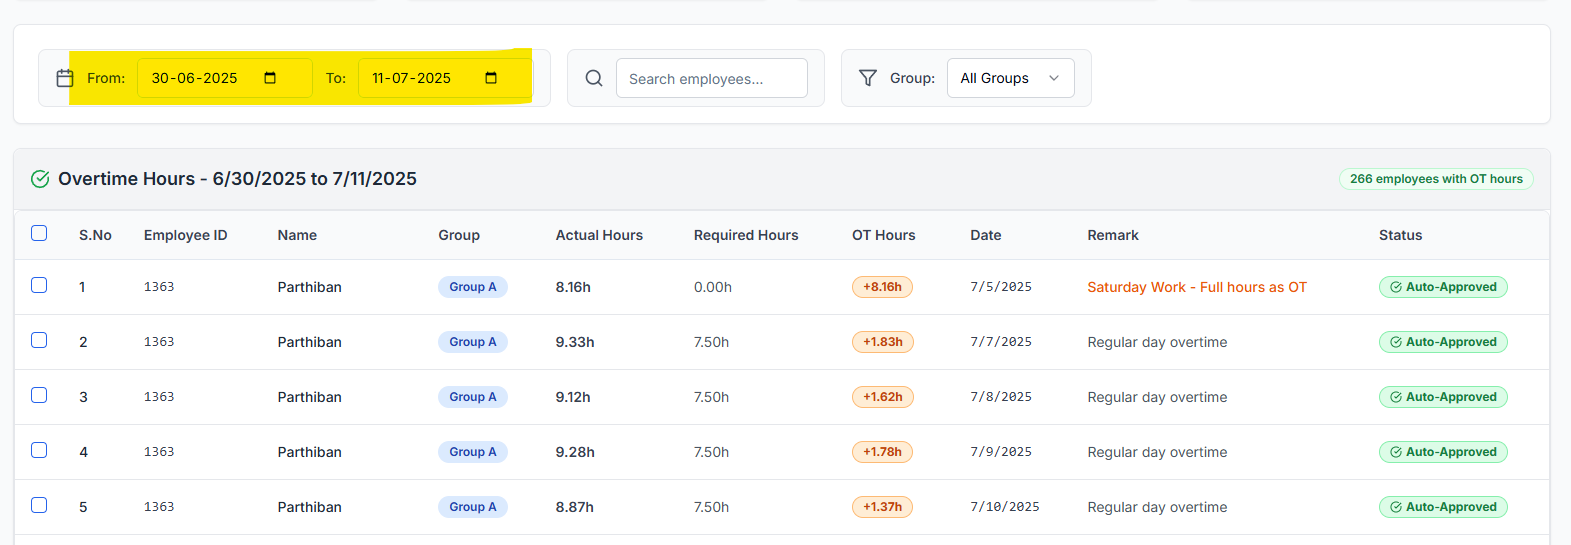 From: 30-06-2025 To: 11-07-2025 Search employees... Group: All Groups
Overtime Hours - 6/30/2025 to 7/11/2025 266 employees with OT hours
S.No Employee ID Name Group Actual Hours Required Hours OT Hours Date Remark Status
1 1363 Parthiban Group A 8.16h 0.00h +8.16h 7/5/2025 Saturday Work - Full hours as OT Auto-Approved
2 1363 Parthiban Group A 9.33h 7.50h +1.83h 7/7/2025 Regular day overtime Auto-Approved
3 1363 Parthiban Group A 9.12h 7.50h +1.62h 7/8/2025 Regular day overtime Auto-Approved
4 1363 Parthiban Group A 9.28h 7.50h +1.78h 7/9/2025 Regular day overtime Auto-Approved
5 1363 Parthiban Group A 8.87h 7.50h +1.37h 7/10/2025 Regular day overtime Auto-Approved